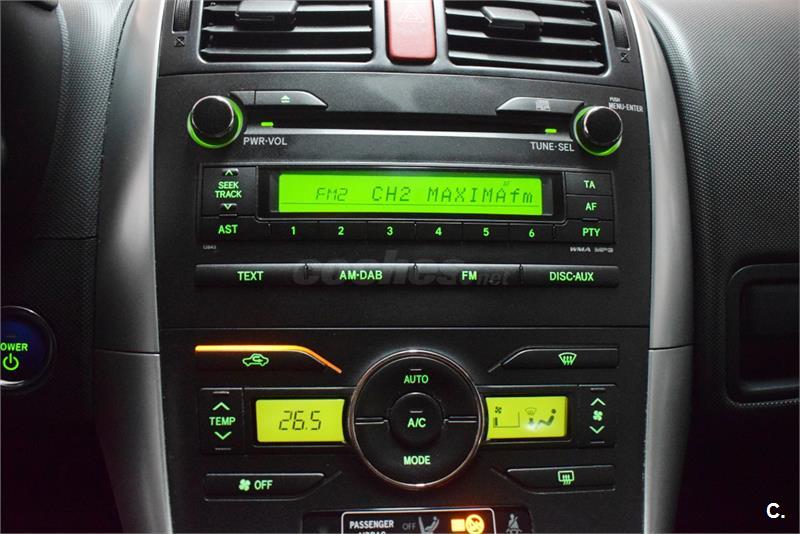 PWR·VOL
PUSH
MENU·ENTER
TUNE·SEL
SEEK
TRACK
FM2 CH2 MAXIMAfm
AF
TA
AF
AST
1 2 3 4 5 6
PTY
WMA MP3
TEXT
AM·DAB
FM
DISC·AUX
coches.net
POWER
AUTO
TEMP
26.5
A/C
MODE
OFF
PASSENGER
AIRBAG
OFF
C.